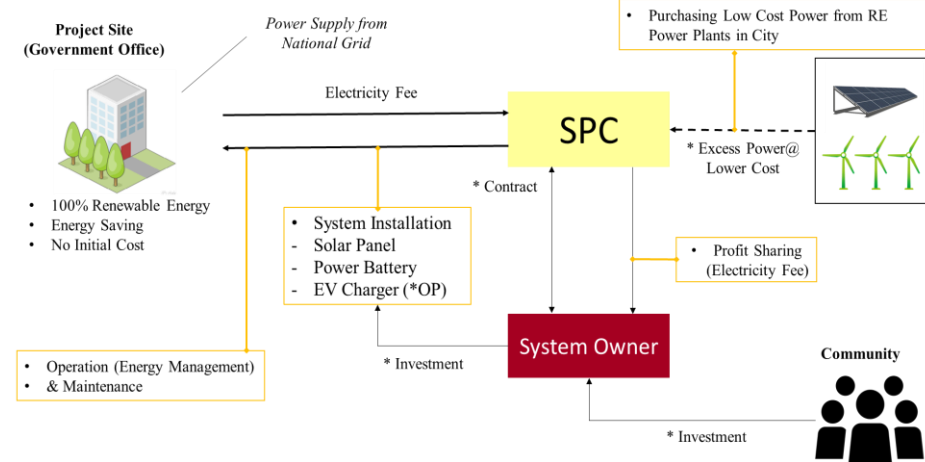 Project Site
(Government Office)
Power Supply from
National Grid
• Purchasing Low Cost Power from RE
Power Plants in City
Electricity Fee
SPC
* Excess Power@
Lower Cost
• 100% Renewable Energy
• Energy Saving
• No Initial Cost
* Contract
• System Installation
- Solar Panel
- Power Battery
- EV Charger (*OP)
• Profit Sharing
(Electricity Fee)
System Owner
* Investment
• Operation (Energy Management)
• & Maintenance
Community
* Investment